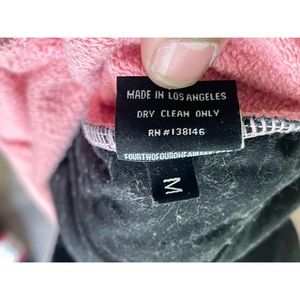 MADE IN LOS ANGELES
DRY CLEAN ONLY
RN #138146
M